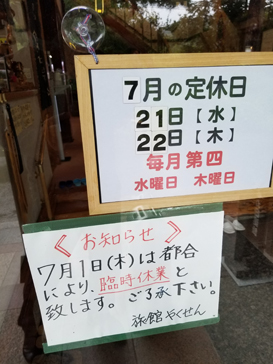 7月の定休日
21日【水】
22日【木】
毎月第四
水曜日 木曜日
《お知らせ》
7月1日(木)は都合
により、臨時休業と
致します。ご了承下さい。
旅館やくせん